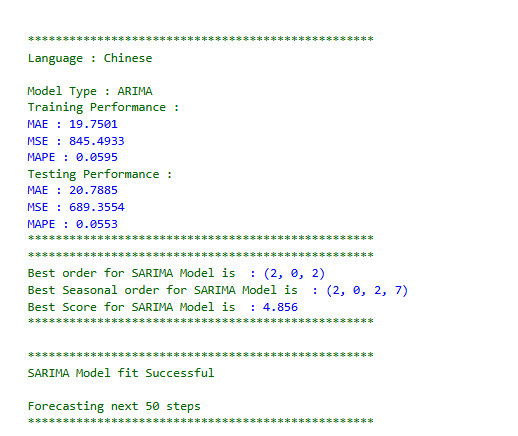 *************************************************
Language : Chinese
Model Type : ARIMA
Training Performance :
MAE : 19.7501
MSE : 845.4933
MAPE : 0.0595
Testing Performance :
MAE : 20.7885
MSE : 689.3554
MAPE : 0.0553
*************************************************
*************************************************
Best order for SARIMA Model is  : (2, 0, 2)
Best Seasonal order for SARIMA Model is  : (2, 0, 2, 7)
Best Score for SARIMA Model is  : 4.856
*************************************************
*************************************************
SARIMA Model fit Successful
Forecasting next 50 steps
*************************************************